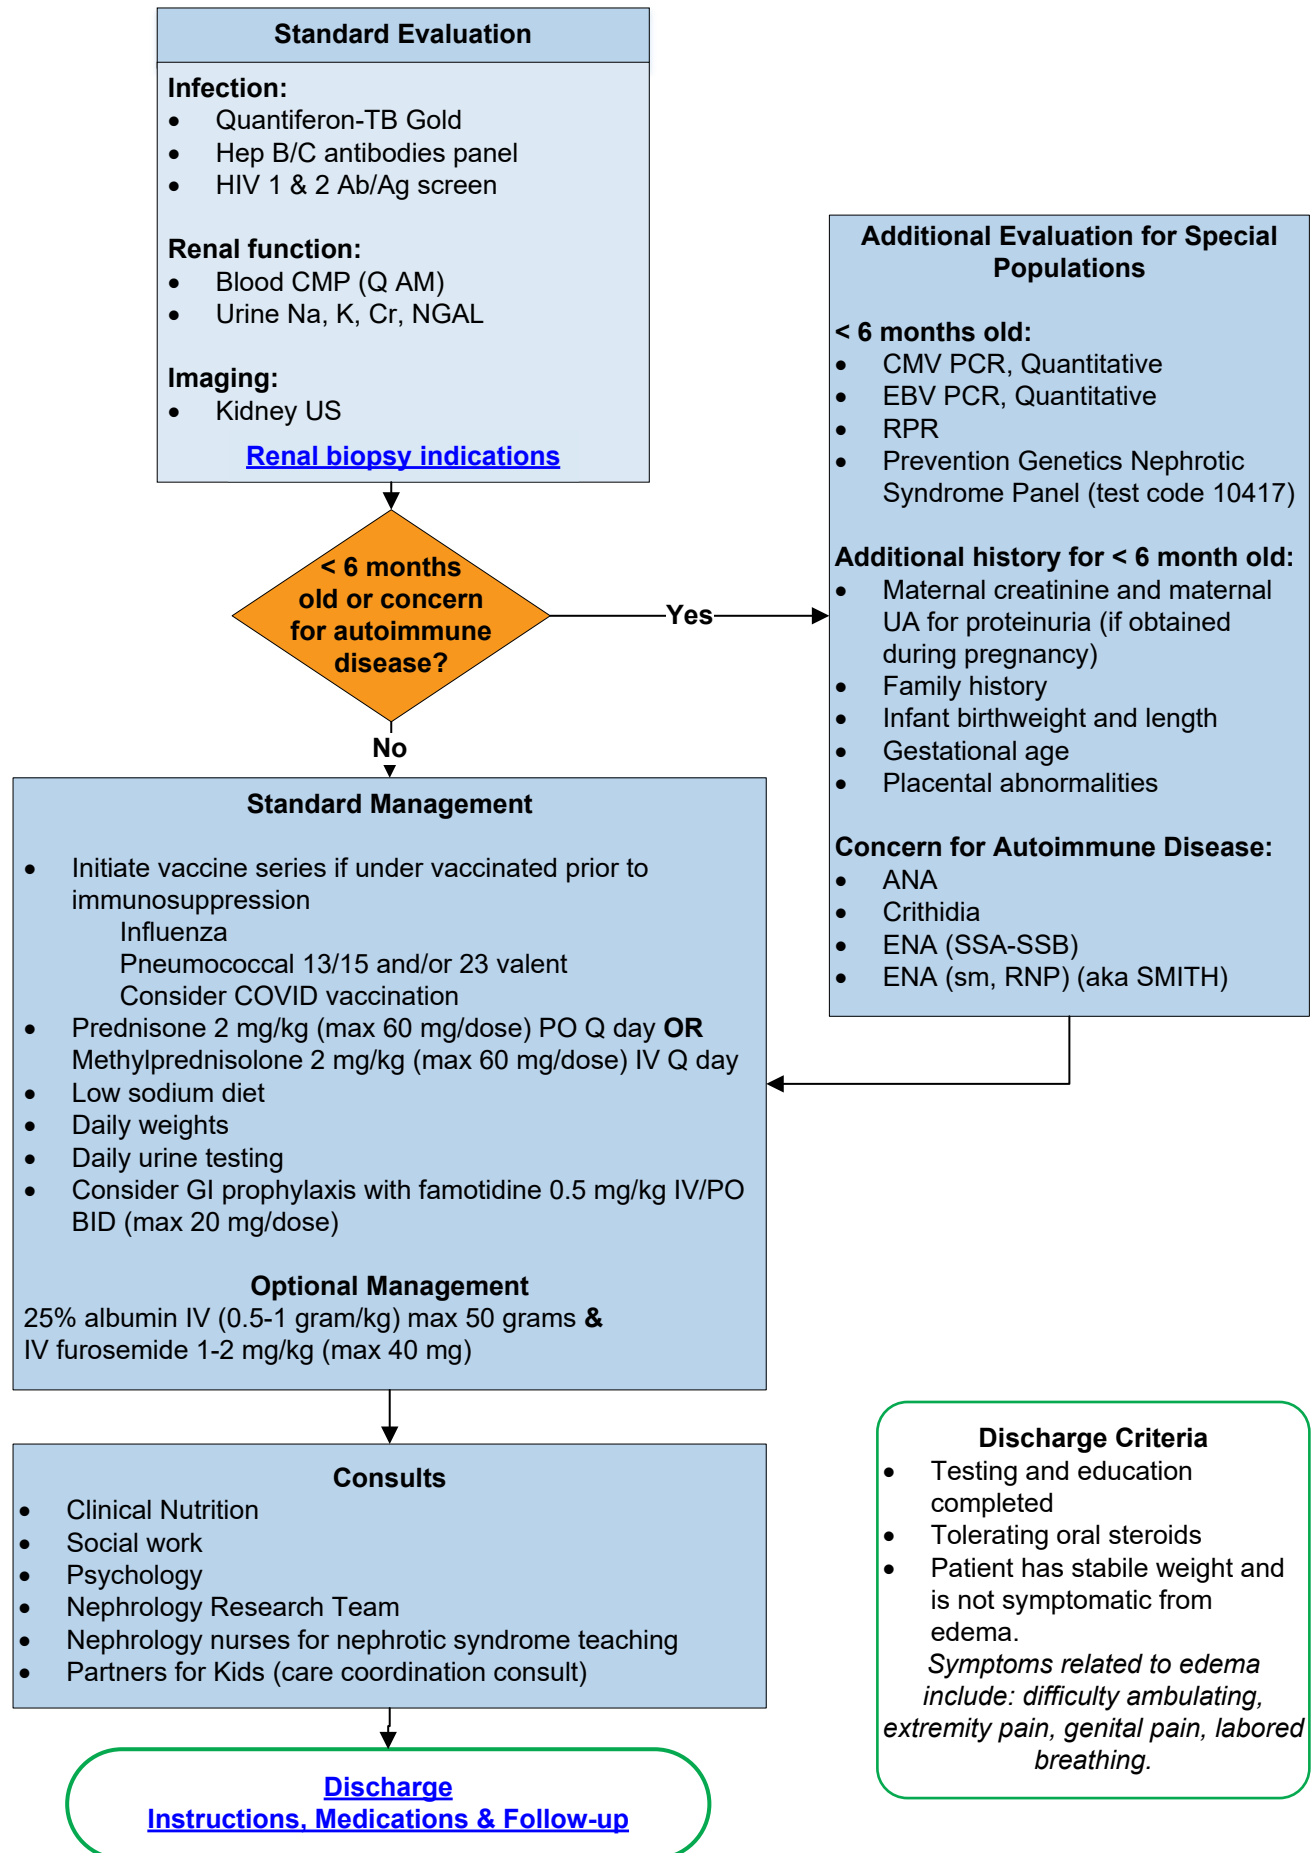 Standard Evaluation
Infection:
• Quantiferon-TB Gold
• Hep B/C antibodies panel
• HIV 1 & 2 Ab/Ag screen
Renal function:
• Blood CMP (Q AM)
• Urine Na, K, Cr, NGAL
Imaging:
• Kidney US
Renal biopsy indications
< 6 months
old or concern
for autoimmune
disease?
Yes
No
Additional Evaluation for Special
Populations
< 6 months old:
• CMV PCR, Quantitative
• EBV PCR, Quantitative
• RPR
• Prevention Genetics Nephrotic
Syndrome Panel (test code 10417)
Additional history for < 6 month old:
• Maternal creatinine and maternal
UA for proteinuria (if obtained
during pregnancy)
• Family history
• Infant birthweight and length
• Gestational age
• Placental abnormalities
Concern for Autoimmune Disease:
• ANA
• Crithidia
• ENA (SSA-SSB)
• ENA (sm, RNP) (aka SMITH)
Standard Management
• Initiate vaccine series if under vaccinated prior to
immunosuppression
Influenza
Pneumococcal 13/15 and/or 23 valent
Consider COVID vaccination
• Prednisone 2 mg/kg (max 60 mg/dose) PO Q day OR
Methylprednisolone 2 mg/kg (max 60 mg/dose) IV Q day
• Low sodium diet
• Daily weights
• Daily urine testing
• Consider GI prophylaxis with famotidine 0.5 mg/kg IV/PO
BID (max 20 mg/dose)
Optional Management
25% albumin IV (0.5-1 gram/kg) max 50 grams &
IV furosemide 1-2 mg/kg (max 40 mg)
Consults
• Clinical Nutrition
• Social work
• Psychology
• Nephrology Research Team
• Nephrology nurses for nephrotic syndrome teaching
• Partners for Kids (care coordination consult)
Discharge
Instructions, Medications & Follow-up
Discharge Criteria
• Testing and education
completed
• Tolerating oral steroids
• Patient has stabile weight and
is not symptomatic from
edema.
Symptoms related to edema
include: difficulty ambulating,
extremity pain, genital pain, labored
breathing.